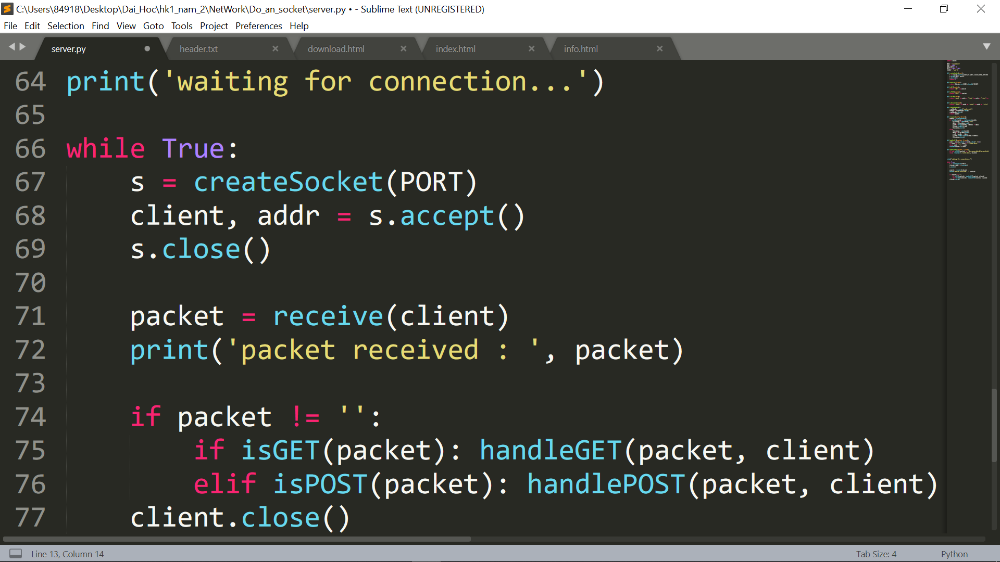 C:\Users\84918\Desktop\Dai_Hoc\hk1_nam_2\NetWork\Do_an_socket\server.py • - Sublime Text (UNREGISTERED)
File Edit Selection Find View Goto Tools Project Preferences Help
server.py header.txt download.html index.html info.html
64 print('waiting for connection...')
65
66 while True:
67     s = createSocket(PORT)
68     client, addr = s.accept()
69     s.close()
70
71     packet = receive(client)
72     print('packet received : ', packet)
73
74     if packet != '':
75         if isGET(packet): handleGET(packet, client)
76         elif isPOST(packet): handlePOST(packet, client)
77     client.close()
Line 13, Column 14 Tab Size: 4 Python